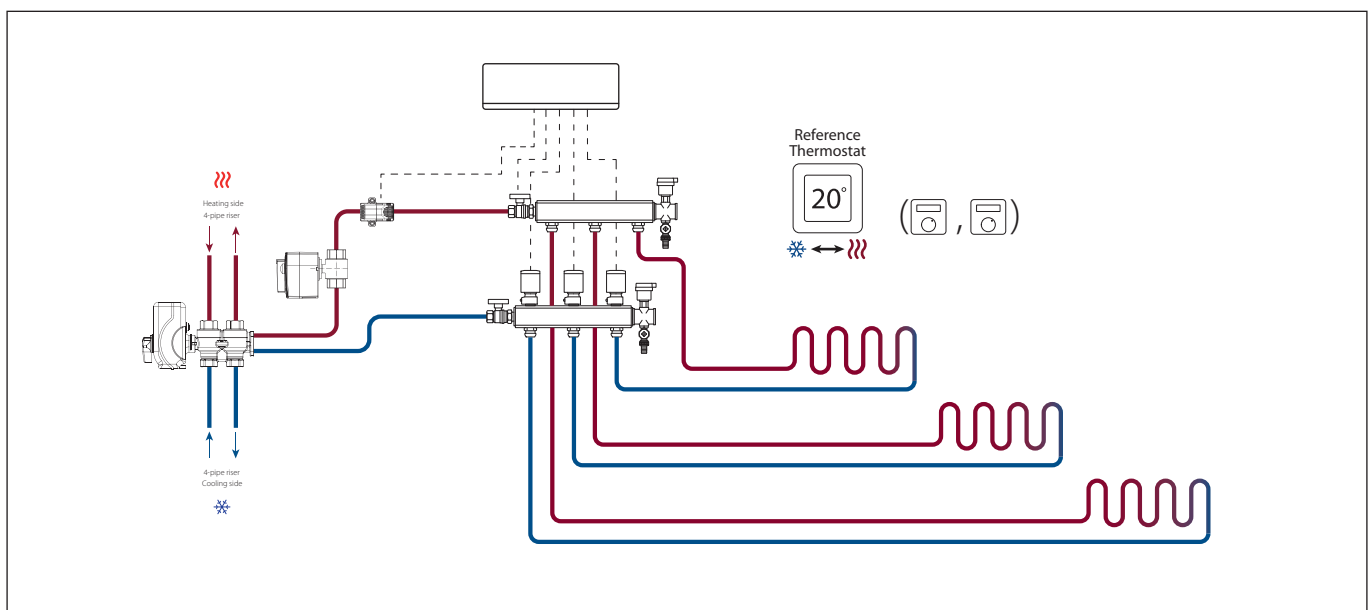 Reference
Thermostat
20°
( , )
Heating side
4-pipe riser
4-pipe riser
Cooling side